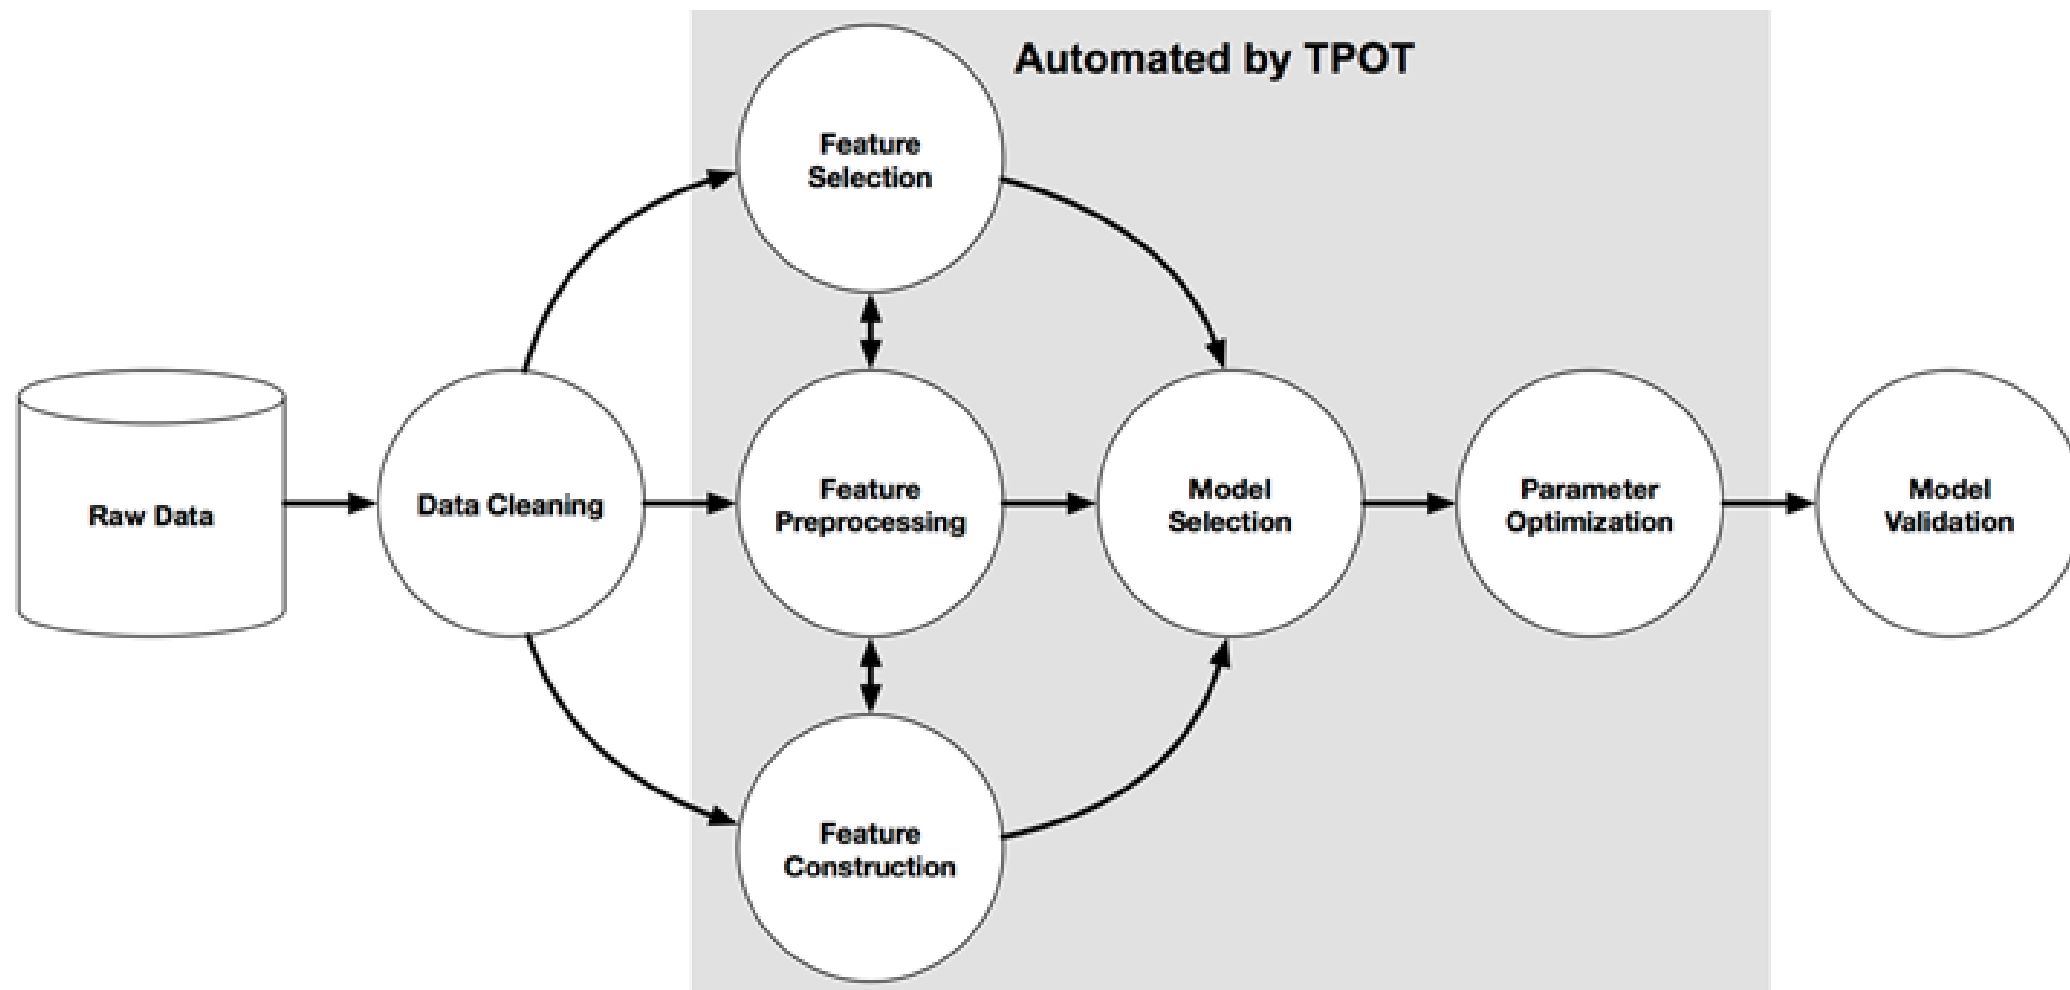 Automated by TPOT
Feature
Selection
Raw Data
Data Cleaning
Feature
Preprocessing
Model
Selection
Parameter
Optimization
Model
Validation
Feature
Construction